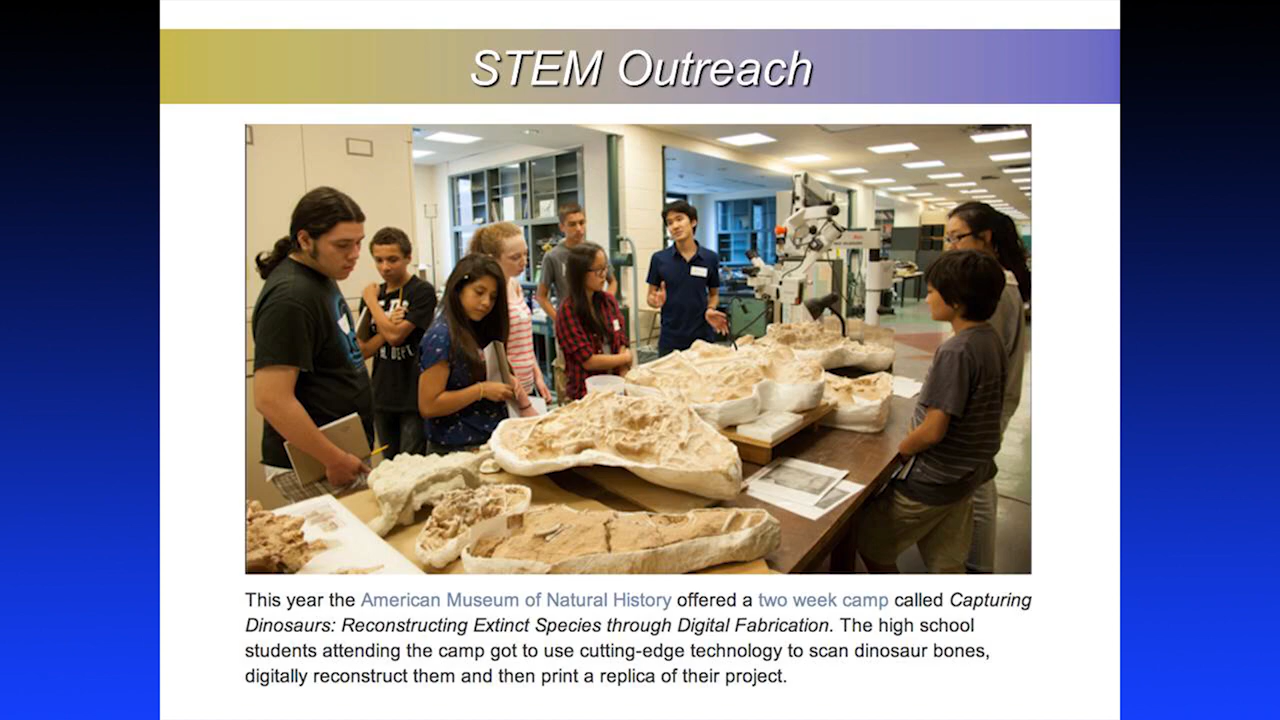 STEM Outreach
This year the American Museum of Natural History offered a two week camp called Capturing
Dinosaurs: Reconstructing Extinct Species through Digital Fabrication. The high school
students attending the camp got to use cutting-edge technology to scan dinosaur bones,
digitally reconstruct them and then print a replica of their project.